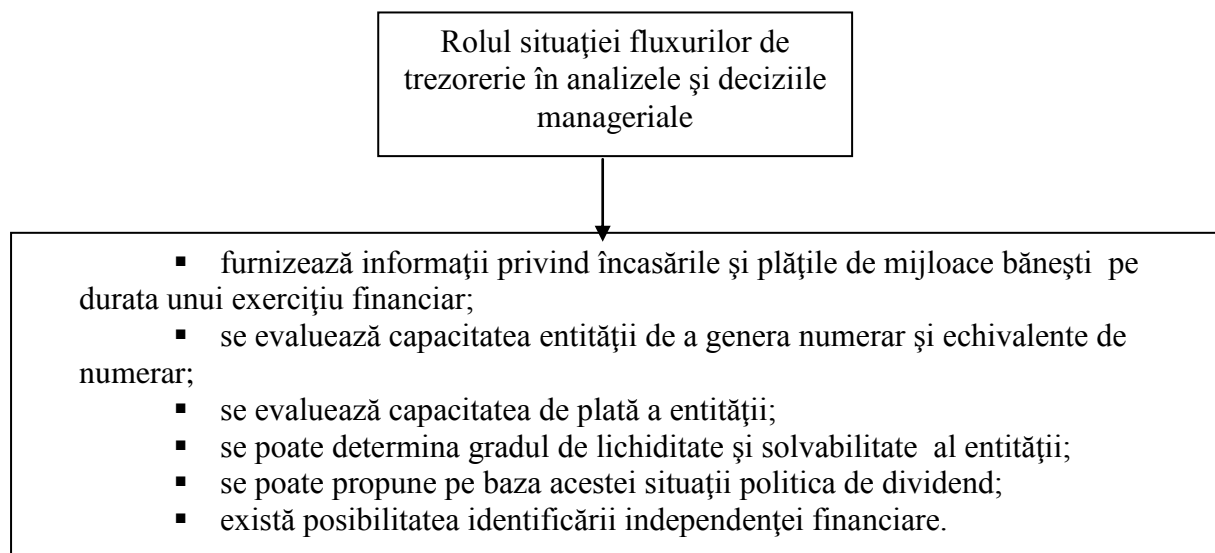 Rolul situaţiei fluxurilor de
trezorerie în analizele şi deciziile
manageriale
▪ furnizează informaţii privind încasările şi plăţile de mijloace băneşti pe
durata unui exerciţiu financiar;
▪ se evaluează capacitatea entităţii de a genera numerar şi echivalente de
numerar;
▪ se evaluează capacitatea de plată a entităţii;
▪ se poate determina gradul de lichiditate şi solvabilitate al entităţii;
▪ se poate propune pe baza acestei situaţii politica de dividend;
▪ există posibilitatea identificării independenţei financiare.